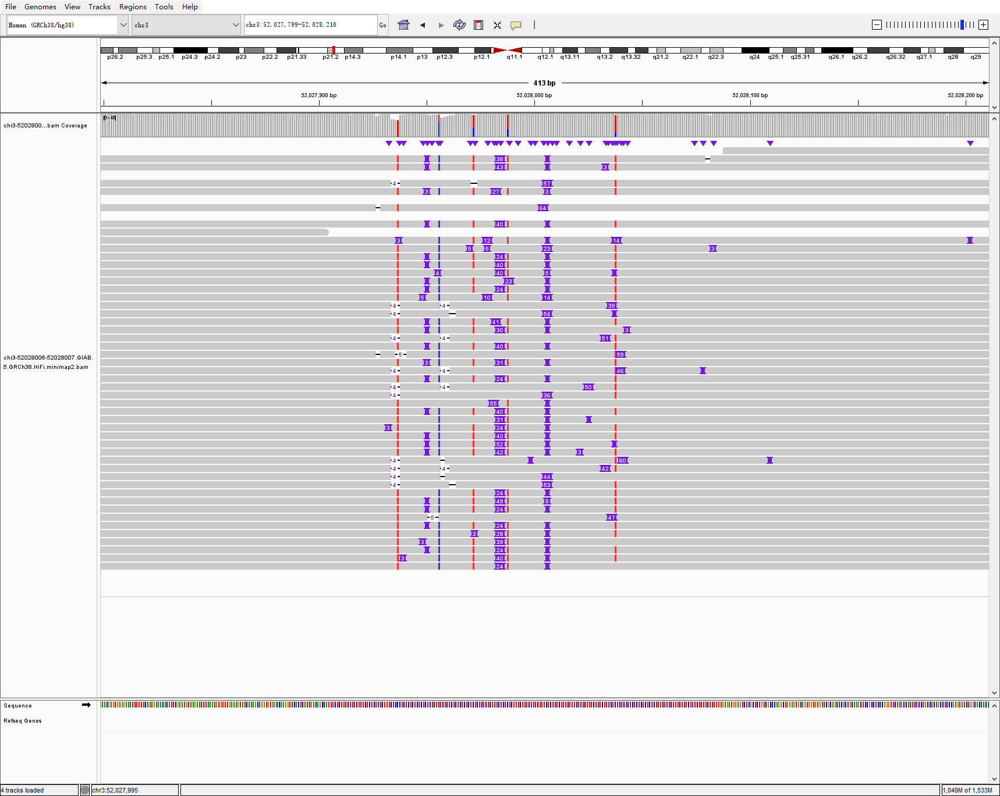 File Genomes View Tracks Regions Tools Help
Human (GRCh38/hg38) chr3 chr3:52,027,799-52,028,210 Go
p26.2 p25.3 p25.1 p24.3 p24.2 p23 p22.2 p21.33 p21.2 p14.3 p14.1 p13 p12.3 p12.1 q11.1 q12.1 q13.11 q13.2 q13.32 q21.2 q22.1 q22.3 q24 q25.1 q25.31 q26.1 q26.2 q26.32 q27.1 q28 q29
413 bp
52,027,900 bp 52,028,000 bp 52,028,100 bp 52,028,200 bp
[0 - 48]
chr3-5202800...bam Coverage
38
43 3
4 57
3 27 3
64
40
3 12 14
5 5 23 3
24
40
4 40 5
23
24
5 10 14
4 4 39
4 54
41
30 3
4 4 51
40
5 59
chr3-52028006-52028007.GIAB.
3 31
5.GRCh38.HiFi.minimap2.bam
4 4 46
24
4 4 50
4 36
55
40
31
3 24
40
52
42 3
4 60
4 4 42
4 44
4 53
24
49 9
24
5 47
24
3 28
3 39
24
3 40
24
Sequence
Refseq Genes
4 tracks loaded chr3:52,027,995 1,049M of 1,533M